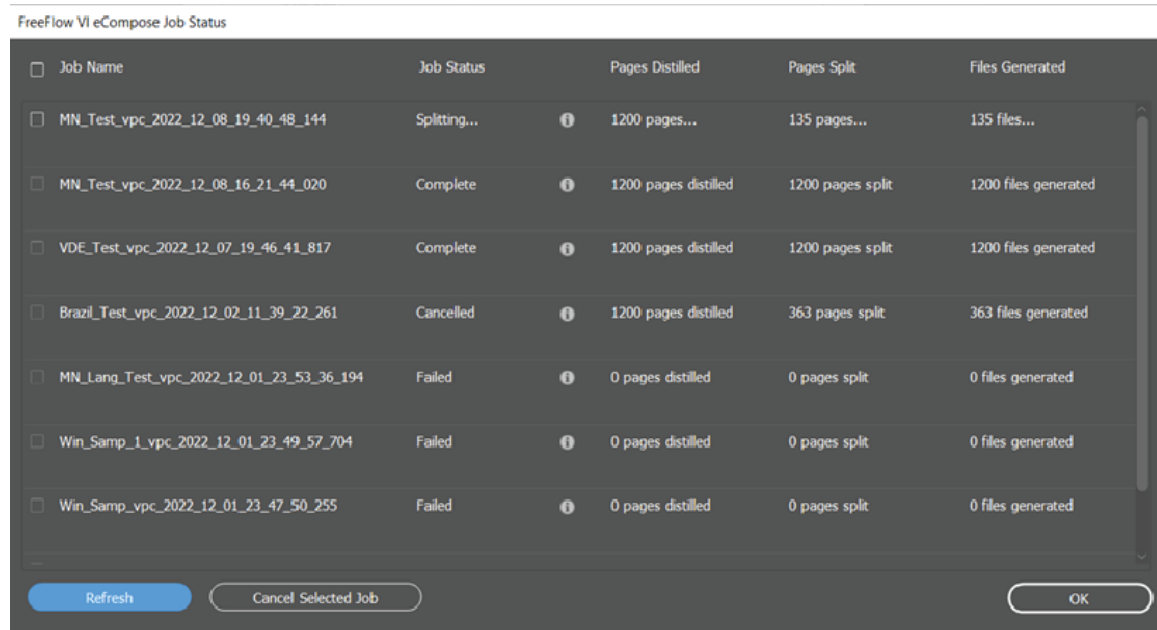 FreeFlow VI eCompose Job Status
Job Name Job Status Pages Distilled Pages Split Files Generated
MN_Test_vpc_2022_12_08_19_40_48_144 Splitting... 1200 pages... 135 pages... 135 files...
MN_Test_vpc_2022_12_08_16_21_44_020 Complete 1200 pages distilled 1200 pages split 1200 files generated
VDE_Test_vpc_2022_12_07_19_46_41_817 Complete 1200 pages distilled 1200 pages split 1200 files generated
Brazil_Test_vpc_2022_12_02_11_39_22_261 Cancelled 1200 pages distilled 363 pages split 363 files generated
MN_Lang_Test_vpc_2022_12_01_23_53_36_194 Failed 0 pages distilled 0 pages split 0 files generated
Win_Samp_1_vpc_2022_12_01_23_49_57_704 Failed 0 pages distilled 0 pages split 0 files generated
Win_Samp_vpc_2022_12_01_23_47_50_255 Failed 0 pages distilled 0 pages split 0 files generated
Refresh Cancel Selected Job OK